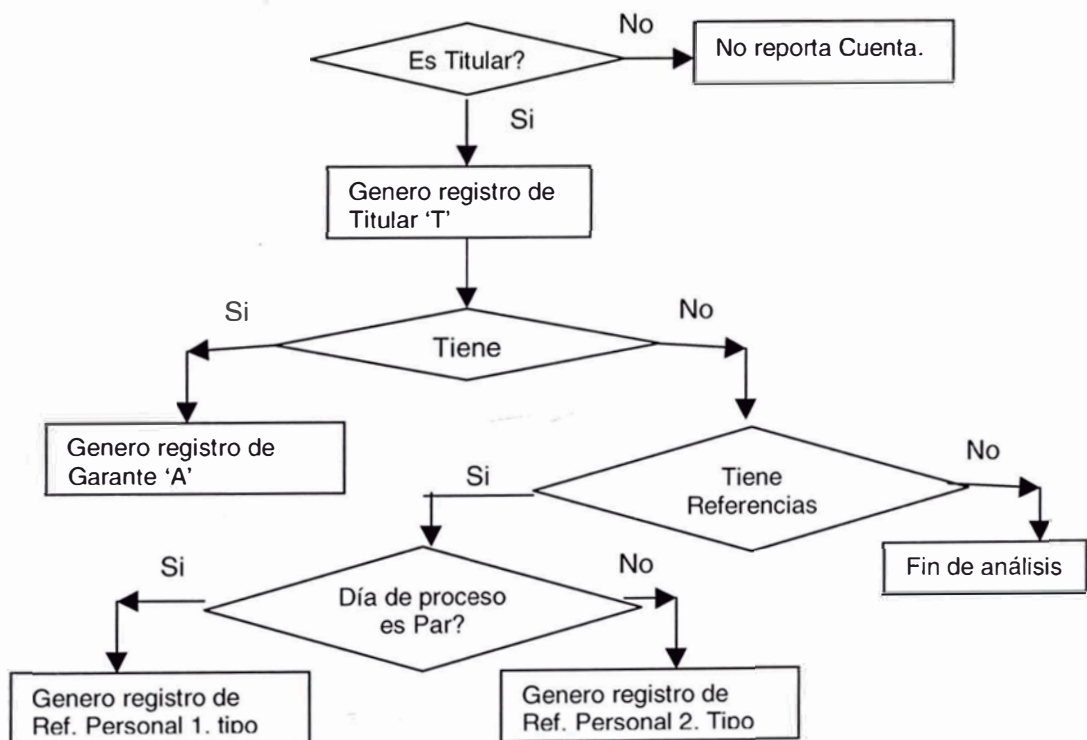 No
Es Titular?
No reporta Cuenta.
Si
Genero registro de
Titular ‘T’
Si
No
Tiene
Genero registro de
Garante ‘A’
Si
Tiene
Referencias
No
Fin de análisis
Si
Día de proceso
es Par?
No
Genero registro de
Ref. Personal 1. tipo
Genero registro de
Ref. Personal 2. Tipo